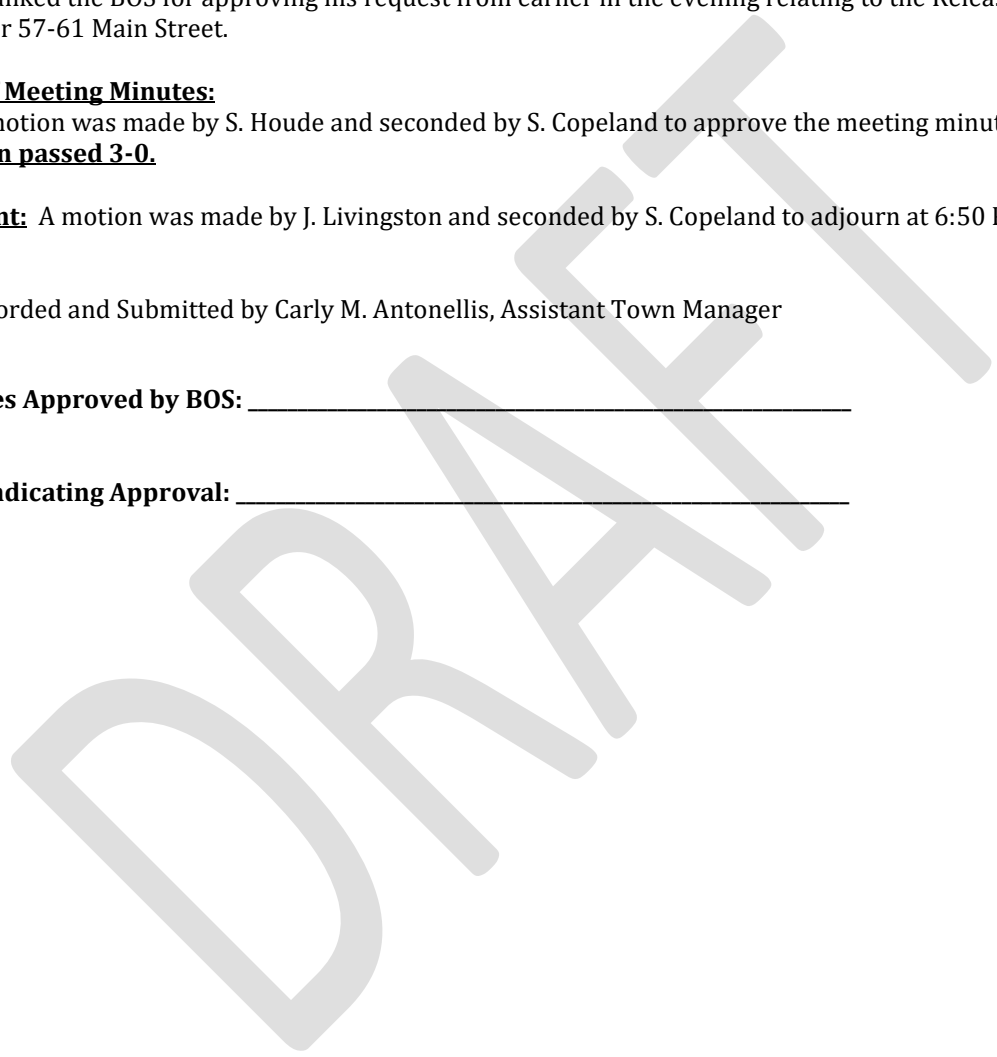 nked the BOS for approving his request from earlier in the evening relating to the Relea
r 57-61 Main Street.
Meeting Minutes:
notion was made by S. Houde and seconded by S. Copeland to approve the meeting minut
n passed 3-0.
nt: A motion was made by J. Livingston and seconded by S. Copeland to adjourn at 6:50
orded and Submitted by Carly M. Antonellis, Assistant Town Manager
es Approved by BOS:
ndicating Approval:
DRAFT